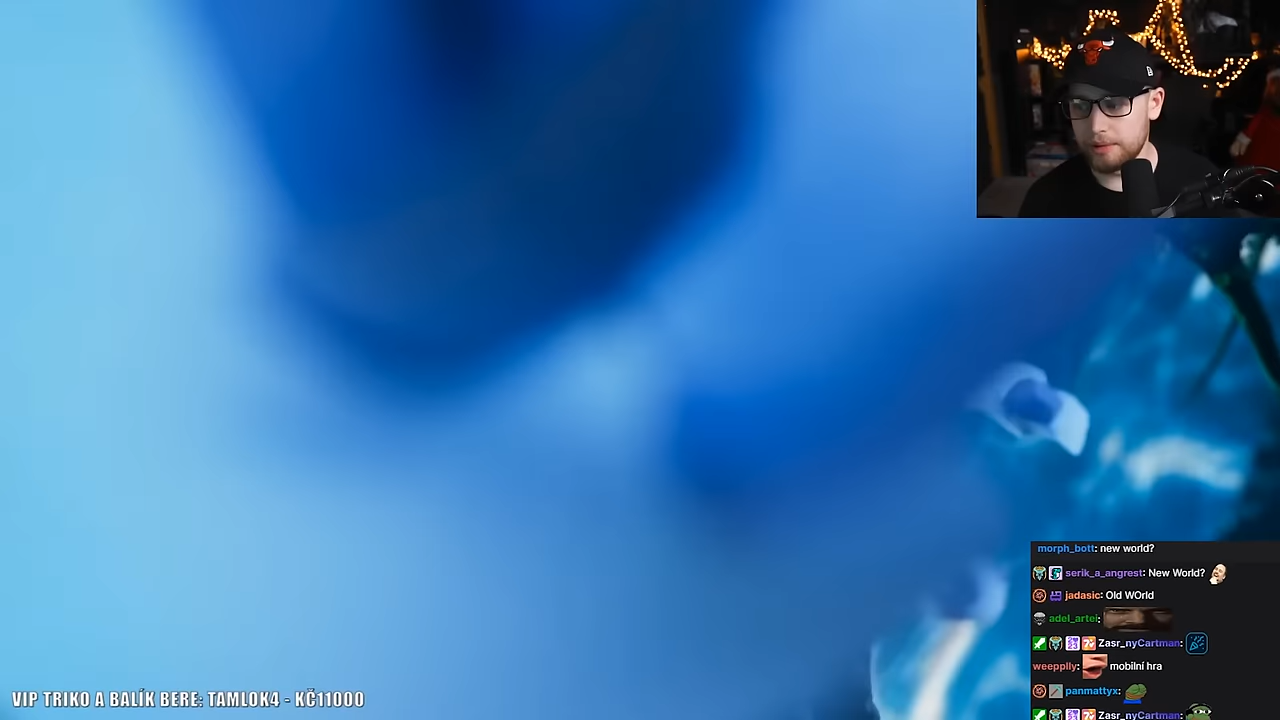 morph_bott: new world?
serik_a_angrest: New World?
jadasic: Old WOrld
adel_artei:
Zasr_nyCartman:
weepplly: mobilní hra
panmattyx:
Zasr_nyCartman:
VIP TRIKO A BALÍK BERE: TAMLOK4 - KČ11000